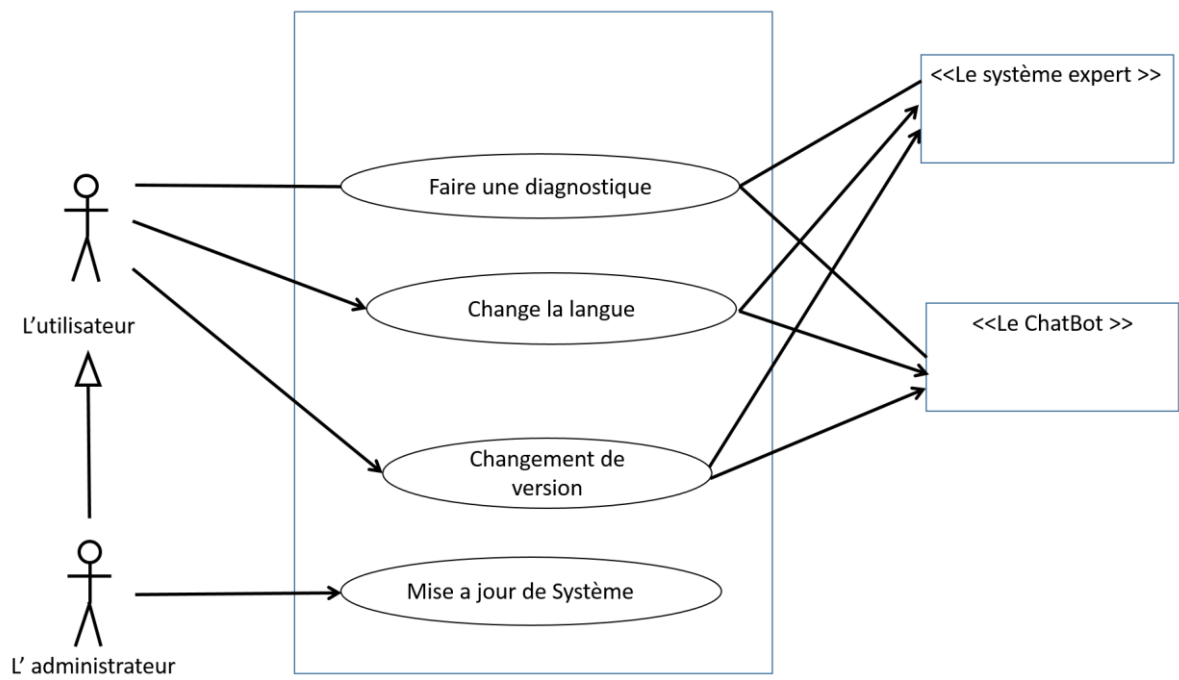 <<Le système expert >>
Faire une diagnostique
Change la langue
L'utilisateur
<<Le ChatBot >>
Changement de
version
Mise a jour de Système
L' administrateur